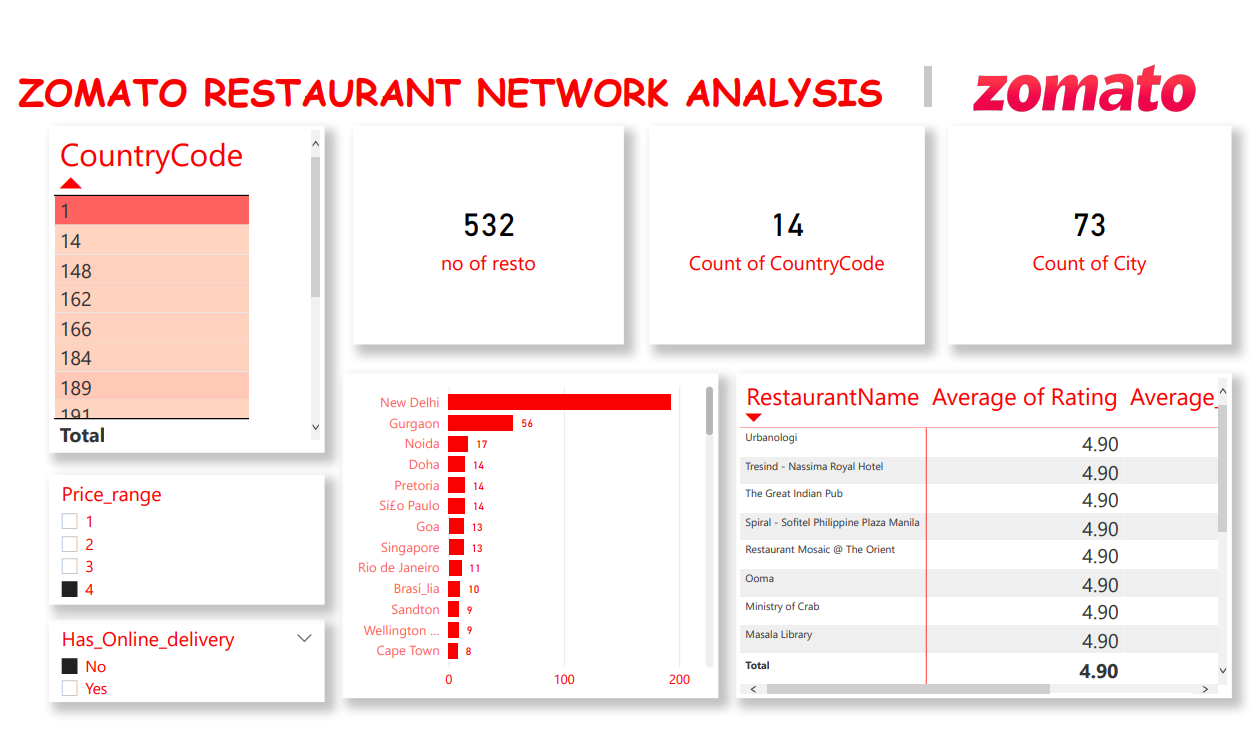 ZOMATO RESTAURANT NETWORK ANALYSIS
zomato
CountryCode
1
14
148
162
166
184
189
191
Total
532
no of resto
14
Count of CountryCode
73
Count of City
Price_range
1
2
3
4
Has_Online_delivery
No
Yes
New Delhi
Gurgaon 56
Noida 17
Doha 14
Pretoria 14
Sí£o Paulo 14
Goa 13
Singapore 13
Rio de Janeiro 11
Brasí_lia 10
Sandton 9
Wellington ... 9
Cape Town 8
0 100 200
RestaurantName Average of Rating Average_
Urbanologi 4.90
Tresind - Nassima Royal Hotel 4.90
The Great Indian Pub 4.90
Spiral - Sofitel Philippine Plaza Manila 4.90
Restaurant Mosaic @ The Orient 4.90
Ooma 4.90
Ministry of Crab 4.90
Masala Library 4.90
Total 4.90